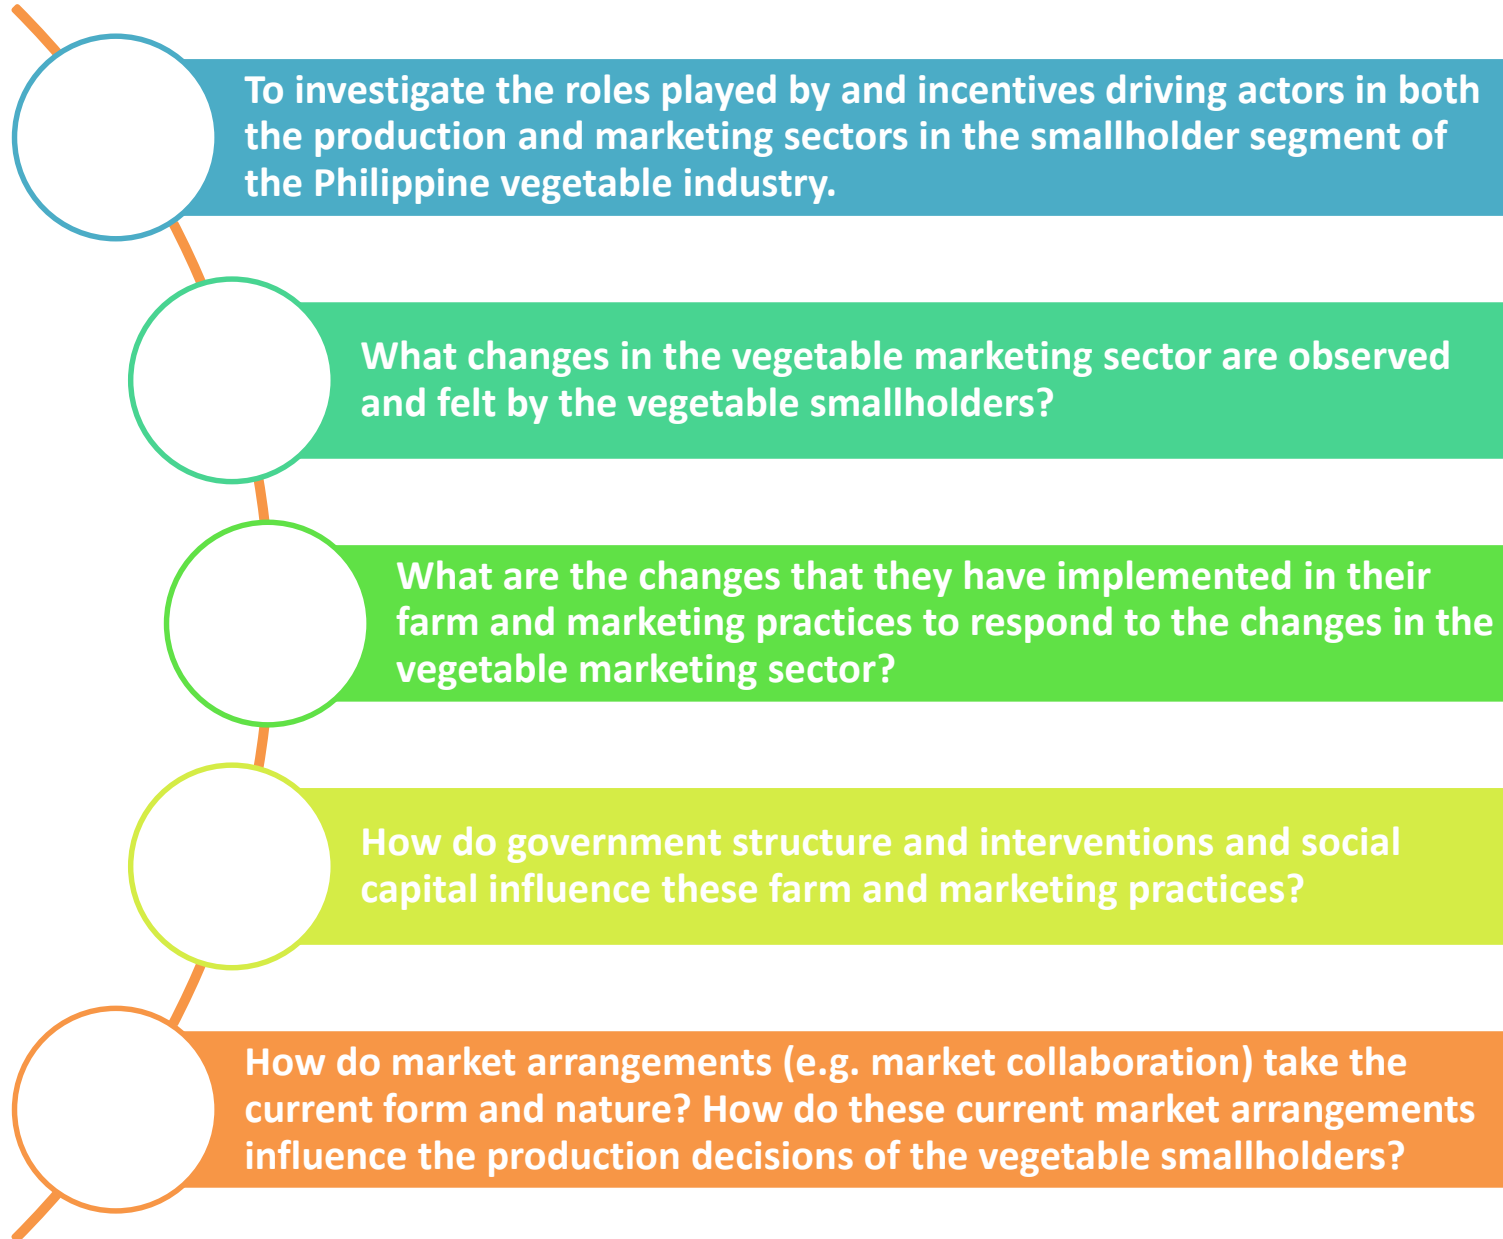 To investigate the roles played by and incentives driving actors in both
the production and marketing sectors in the smallholder segment of
the Philippine vegetable industry.
What changes in the vegetable marketing sector are observed
and felt by the vegetable smallholders?
What are the changes that they have implemented in their
farm and marketing practices to respond to the changes in the
vegetable marketing sector?
How do government structure and interventions and social
capital influence these farm and marketing practices?
How do market arrangements (e.g. market collaboration) take the
current form and nature? How do these current market arrangements
influence the production decisions of the vegetable smallholders?